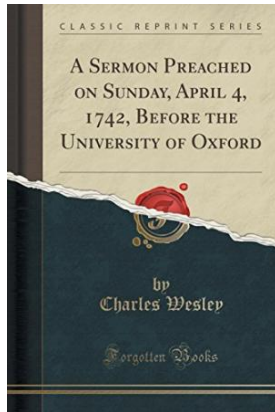 CLASSIC REPRINT SERIES
A SERMON PREACHED
ON SUNDAY, APRIL 4,
1742, BEFORE THE
UNIVERSITY OF OXFORD
by
Charles Wesley
Forgotten Books